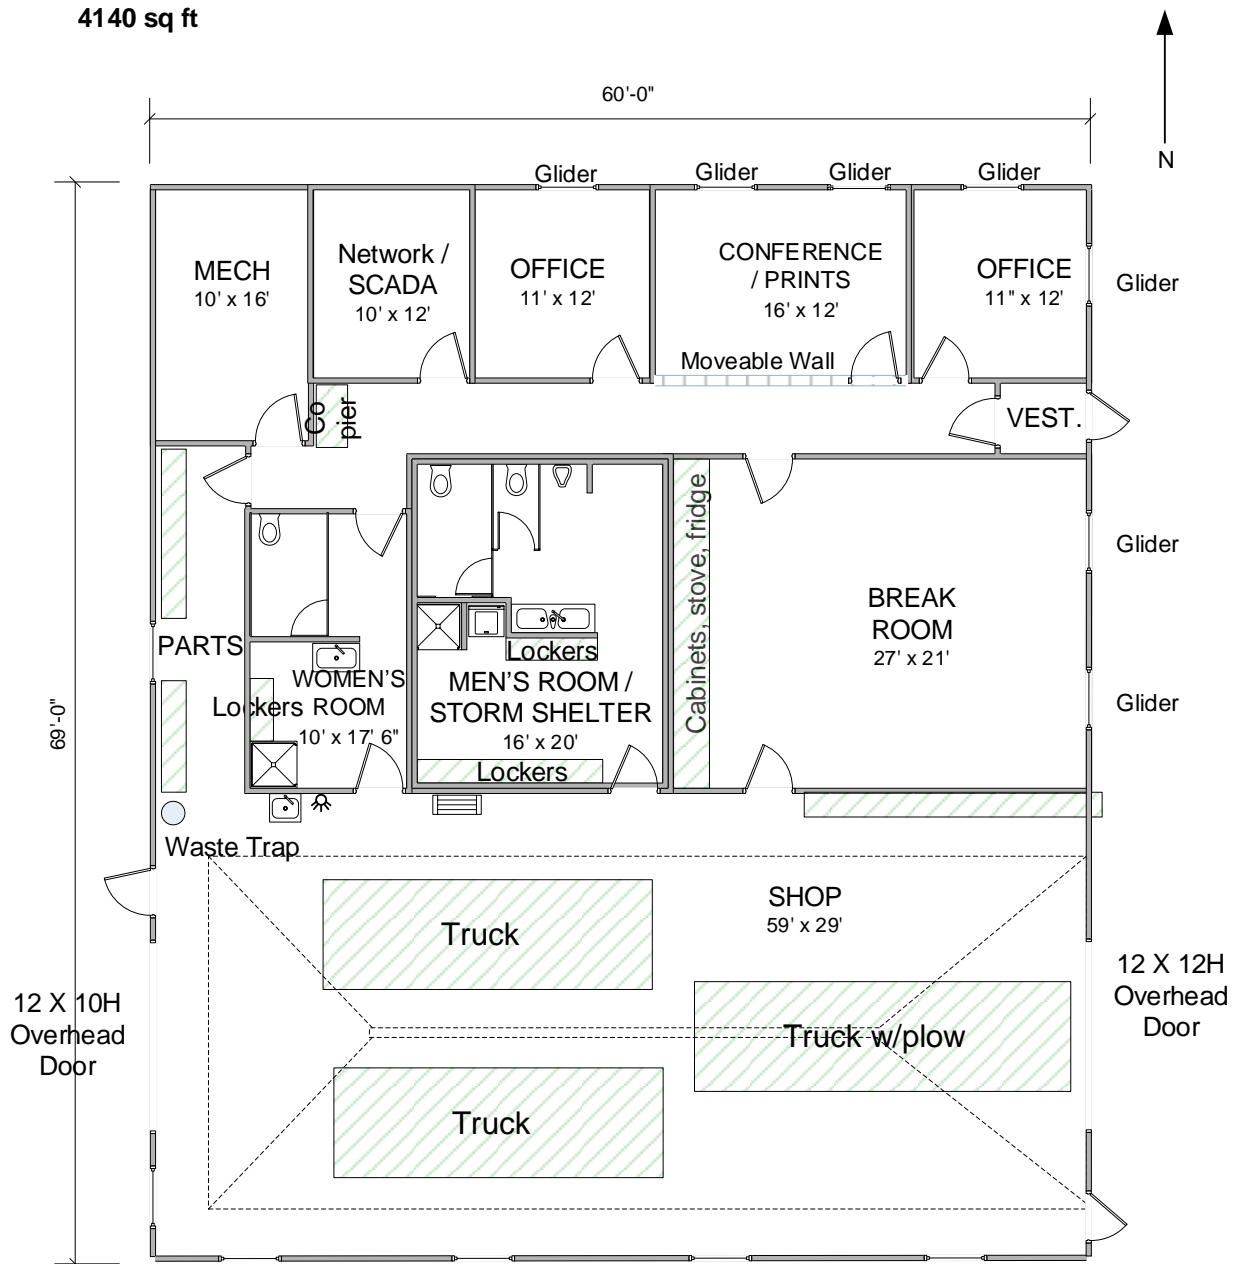 4140 sq ft
60'-0"
N
Glider
Glider
Glider
Glider
MECH
10' x 16'
Network /
SCADA
10' x 12'
OFFICE
11' x 12'
CONFERENCE
/ PRINTS
16' x 12'
OFFICE
11" x 12'
Glider
Moveable Wall
Co
pier
VEST.
Cabinets, stove, fridge
Glider
BREAK
ROOM
27' x 21'
PARTS
Lockers
WOMEN'S
ROOM
10' x 17' 6"
Lockers
MEN'S ROOM /
STORM SHELTER
16' x 20'
Lockers
Glider
69'-0"
Waste Trap
SHOP
59' x 29'
Truck
12 X 10H
Overhead
Door
12 X 12H
Overhead
Door
Truck w/plow
Truck